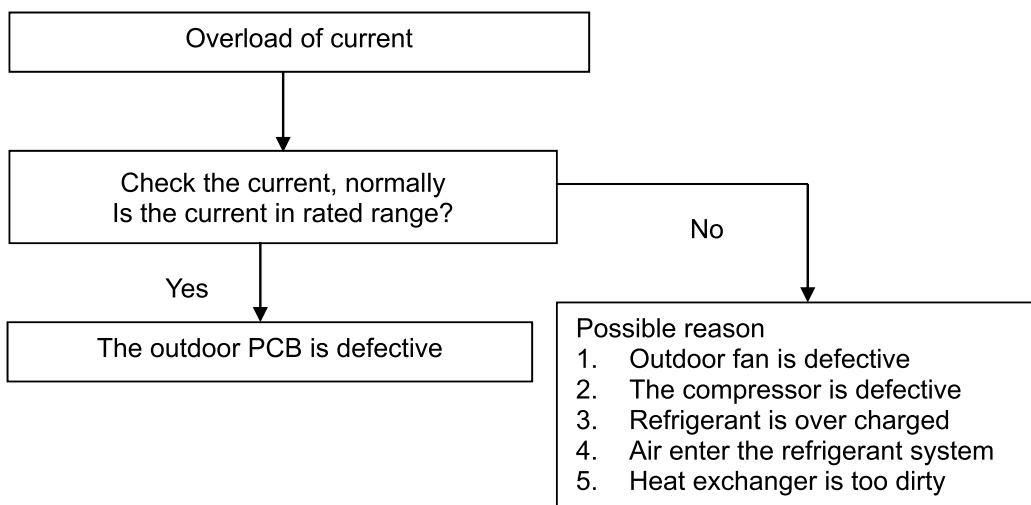 Overload of current
Check the current, normally
Is the current in rated range?
No
Yes
The outdoor PCB is defective
Possible reason
1. Outdoor fan is defective
2. The compressor is defective
3. Refrigerant is over charged
4. Air enter the refrigerant system
5. Heat exchanger is too dirty